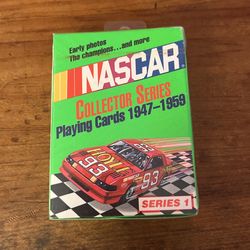 Early photos
The champions...and more
NASCAR
COLLECTOR SERIES
Playing Cards 1947-1959
93
93
SERIES 1